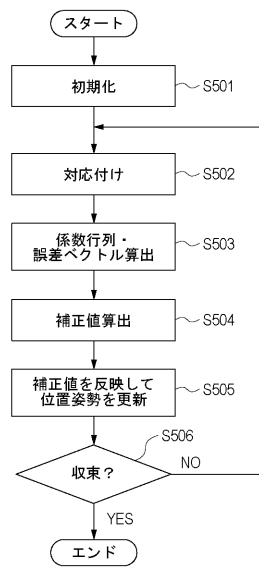 スタート
初期化
S501
対応付け
S502
係数行列・
誤差ベクトル算出
S503
補正値算出
S504
補正値を反映して
位置姿勢を更新
S505
S506
収束？
NO
YES
エンド